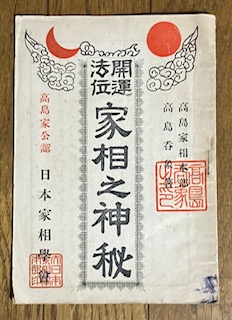 高島家相本部
高島呑象章
開運
法位
家相之神秘
高島家公認
日本家相學會